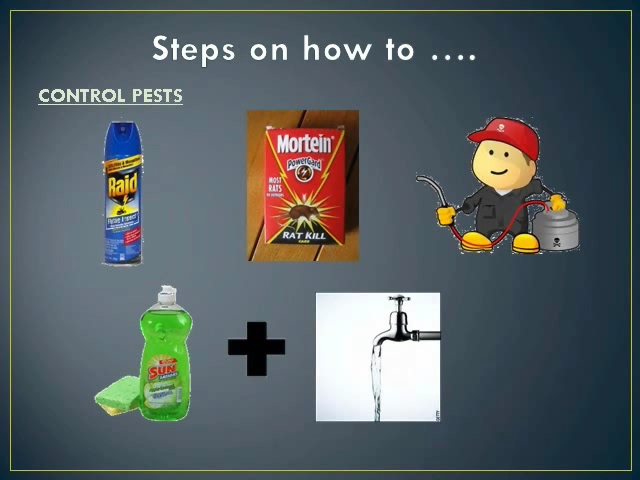 Steps on how to ....
CONTROL PESTS
Raid
Mortein
PowerGard
MOST
RATS
RAT KILL
SUN